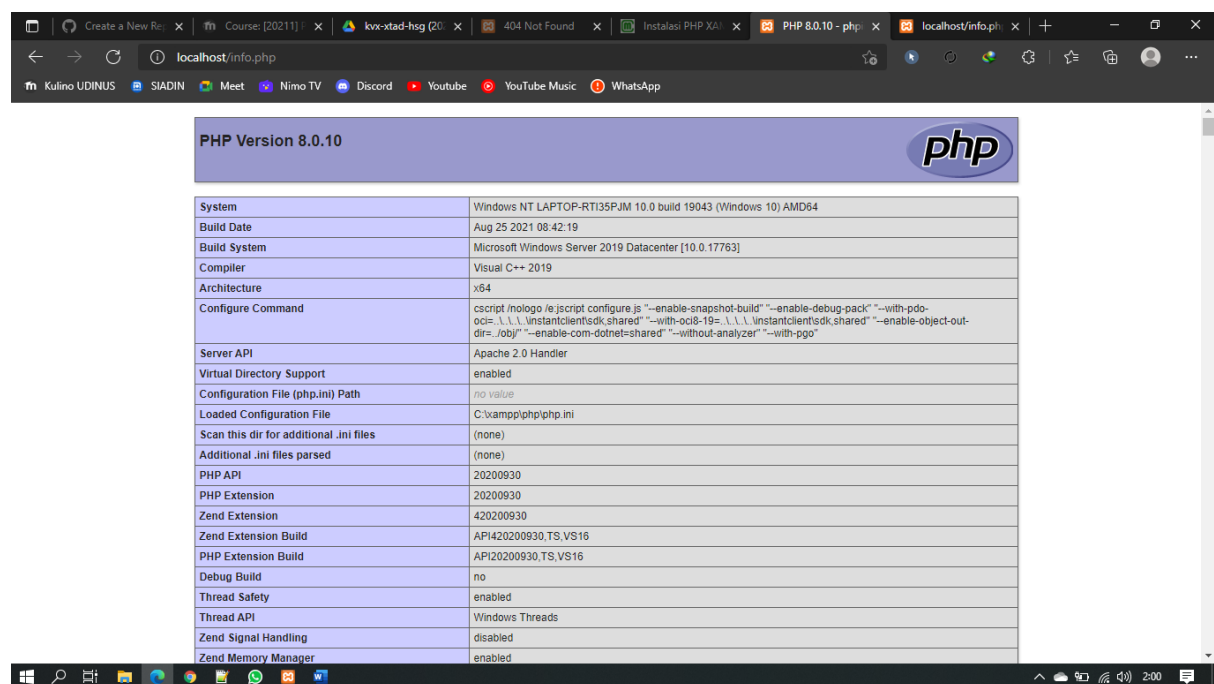 Create a New Rep
Course: [20211]
kvx-xtad-hsg (20
404 Not Found
Instalasi PHP XA
PHP 8.0.10 - php
localhost/info.ph
localhost/info.php
Kulino UDINUS
SIADIN
Meet
Nimo TV
Discord
Youtube
YouTube Music
WhatsApp
PHP Version 8.0.10
php
System Windows NT LAPTOP-RTI35PJM 10.0 build 19043 (Windows 10) AMD64
Build Date Aug 25 2021 08:42:19
Build System Microsoft Windows Server 2019 Datacenter [10.0.17763]
Compiler Visual C++ 2019
Architecture x64
Configure Command cscript /nologo /e:jscript configure.js "--enable-snapshot-build" "--enable-debug-pack" "--with-pdo-
oci=..\..\..\..\instantclient\sdk,shared" "--with-oci8-19=..\..\..\..\instantclient\sdk,shared" "--enable-object-out-
dir=../obj/" "--enable-com-dotnet=shared" "--without-analyzer" "--with-pgo"
Server API Apache 2.0 Handler
Virtual Directory Support enabled
Configuration File (php.ini) Path no value
Loaded Configuration File C:\xampp\php\php.ini
Scan this dir for additional .ini files (none)
Additional .ini files parsed (none)
PHP API 20200930
PHP Extension 20200930
Zend Extension 420200930
Zend Extension Build API420200930,TS,VS16
PHP Extension Build API20200930,TS,VS16
Debug Build no
Thread Safety enabled
Thread API Windows Threads
Zend Signal Handling disabled
Zend Memory Manager enabled
2:00